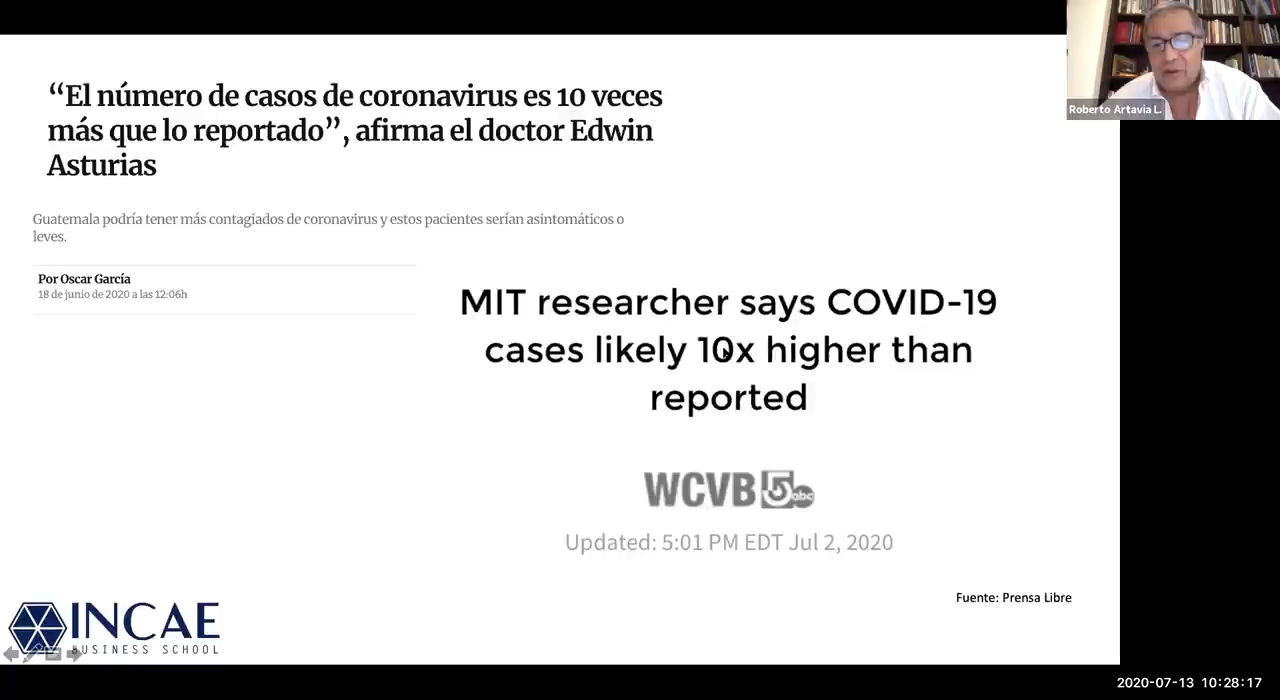 Roberto Artavia L.
“El número de casos de coronavirus es 10 veces
más que lo reportado”, afirma el doctor Edwin
Asturias
Guatemala podría tener más contagiados de coronavirus y estos pacientes serían asintomáticos o
leves.
Por Oscar García
18 de junio de 2020 a las 12:06h
MIT researcher says COVID-19
cases likely 10x higher than
reported
WCVB 5 abc
Updated: 5:01 PM EDT Jul 2, 2020
Fuente: Prensa Libre
INCAE
BUSINESS SCHOOL
2020-07-13 10:28:17